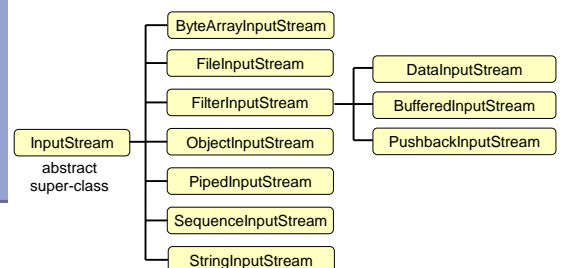 ByteArrayInputStream
FileInputStream
FilterInputStream
ObjectInputStream
PipedInputStream
SequenceInputStream
StringInputStream
InputStream
abstract
super-class
DataInputStream
BufferedInputStream
PushbackInputStream